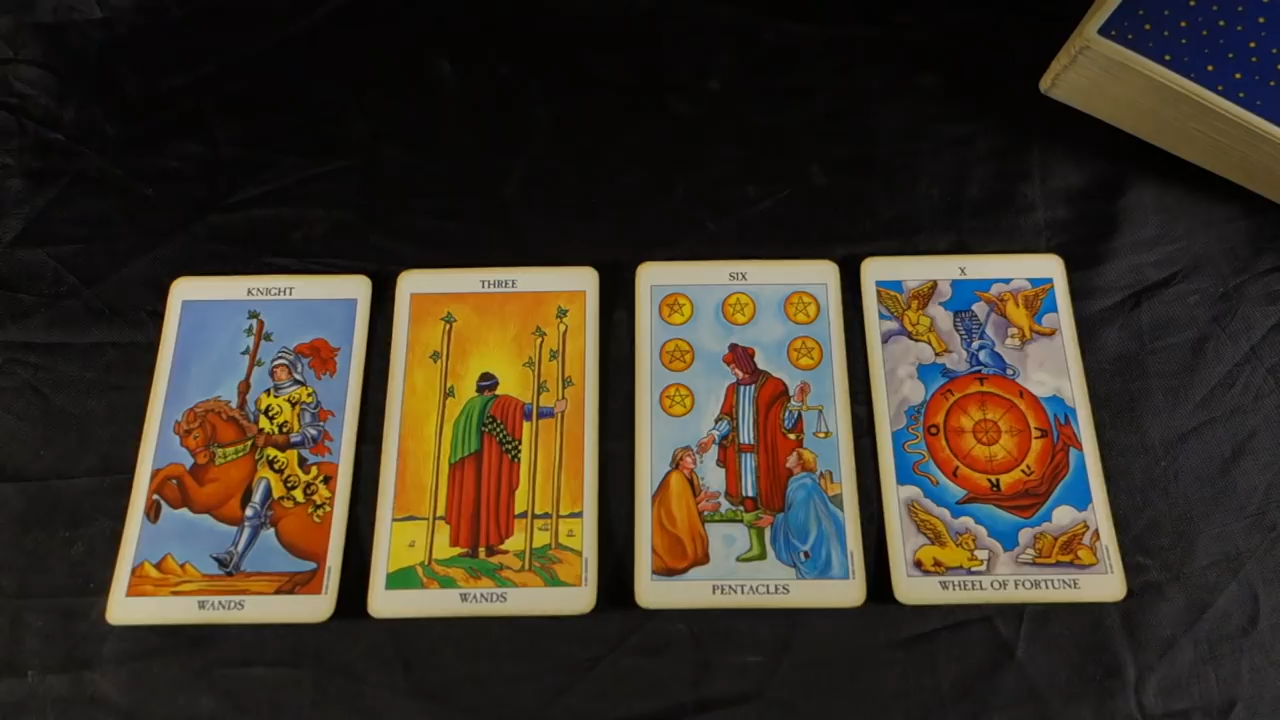 KNIGHT
WANDS
THREE
WANDS
SIX
PENTACLES
X
WHEEL OF FORTUNE